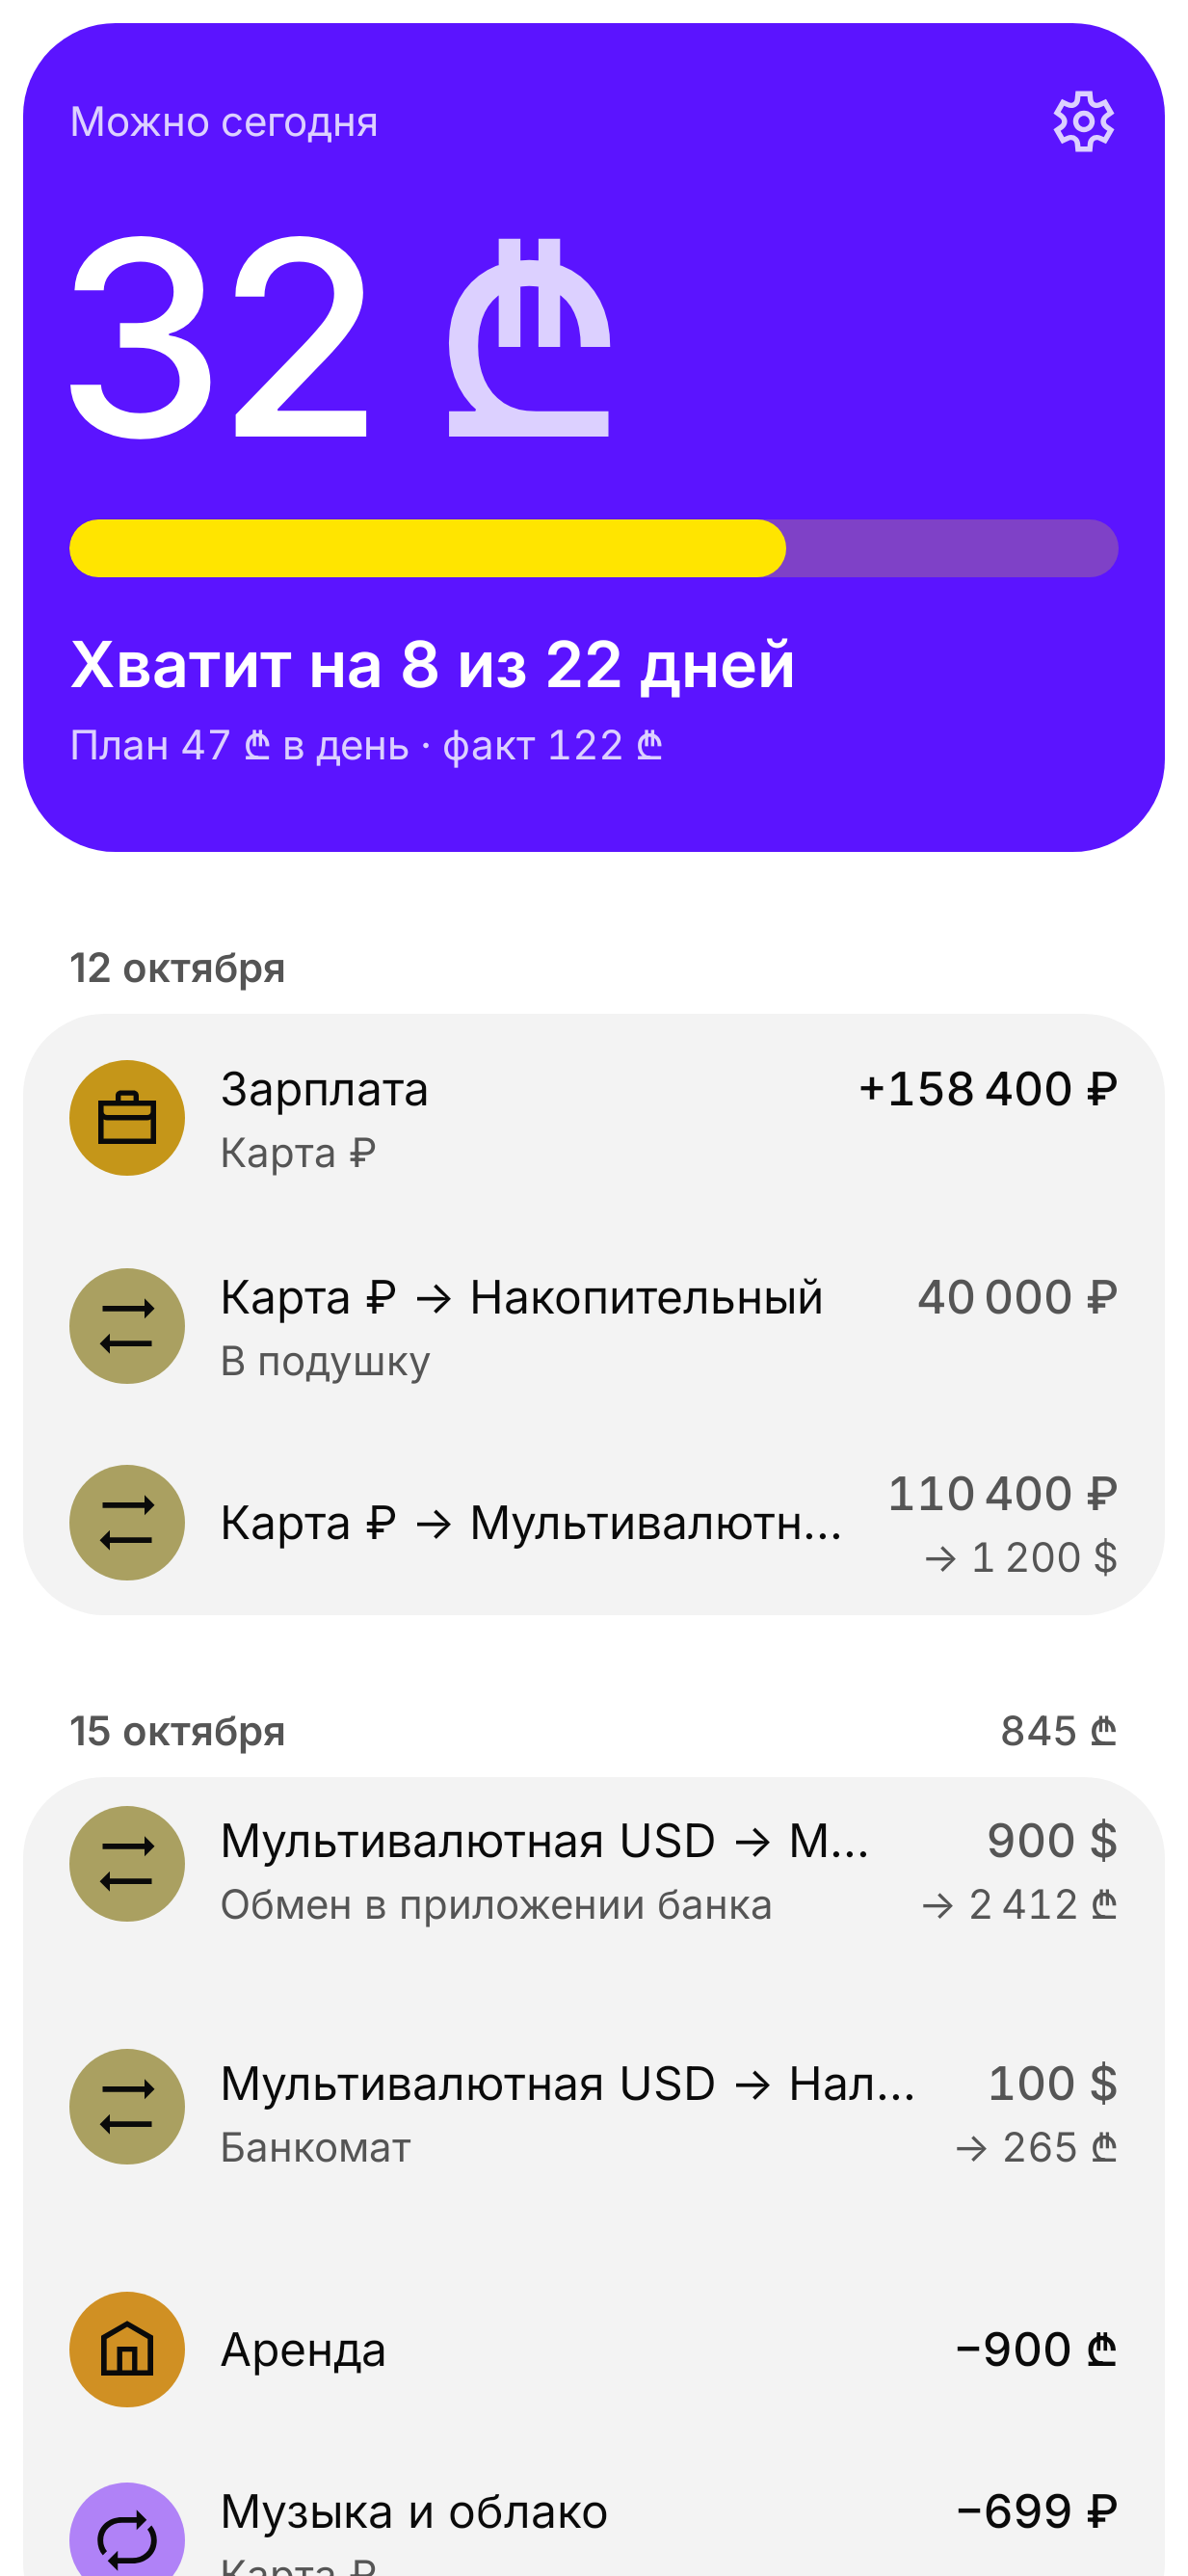 Можно сегодня
32 ₾
Хватит на 8 из 22 дней
План 47 ₾ в день · факт 122 ₾
12 октября
Зарплата +158 400 ₽
Карта ₽
Карта ₽ → Накопительный 40 000 ₽
В подушку
Карта ₽ → Мультивалютн... 110 400 ₽
→ 1 200 $
15 октября 845 ₾
Мультивалютная USD → М... 900 $
Обмен в приложении банка → 2 412 ₾
Мультивалютная USD → Нал... 100 $
Банкомат → 265 ₾
Аренда −900 ₾
Музыка и облако −699 ₽
Карта ₽